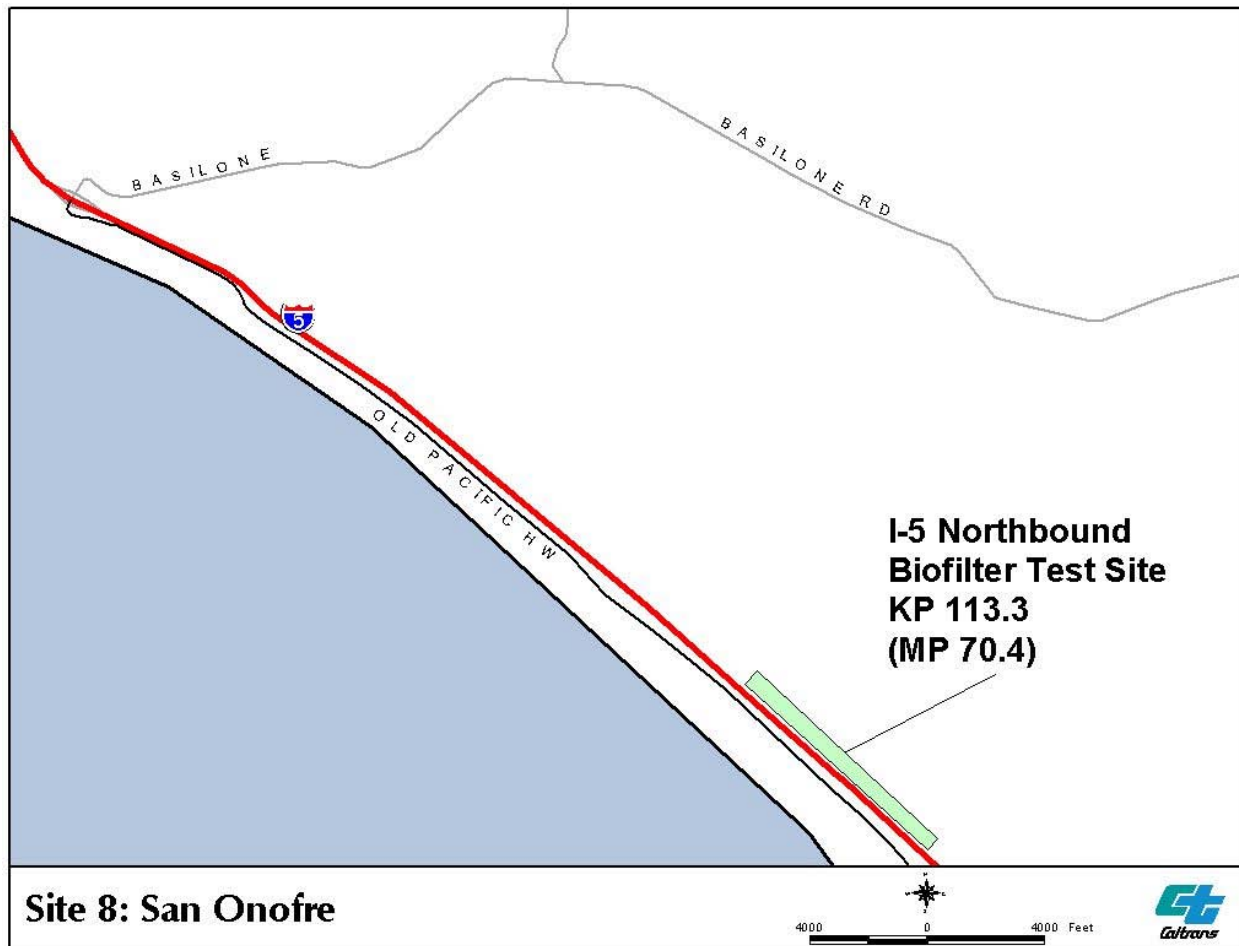 BASILONE
BASILONE RD
5
OLD PACIFIC HW
I-5 Northbound
Biofilter Test Site
KP 113.3
(MP 70.4)
Site 8: San Onofre
4000 0 4000 Feet
Ct
Caltrans